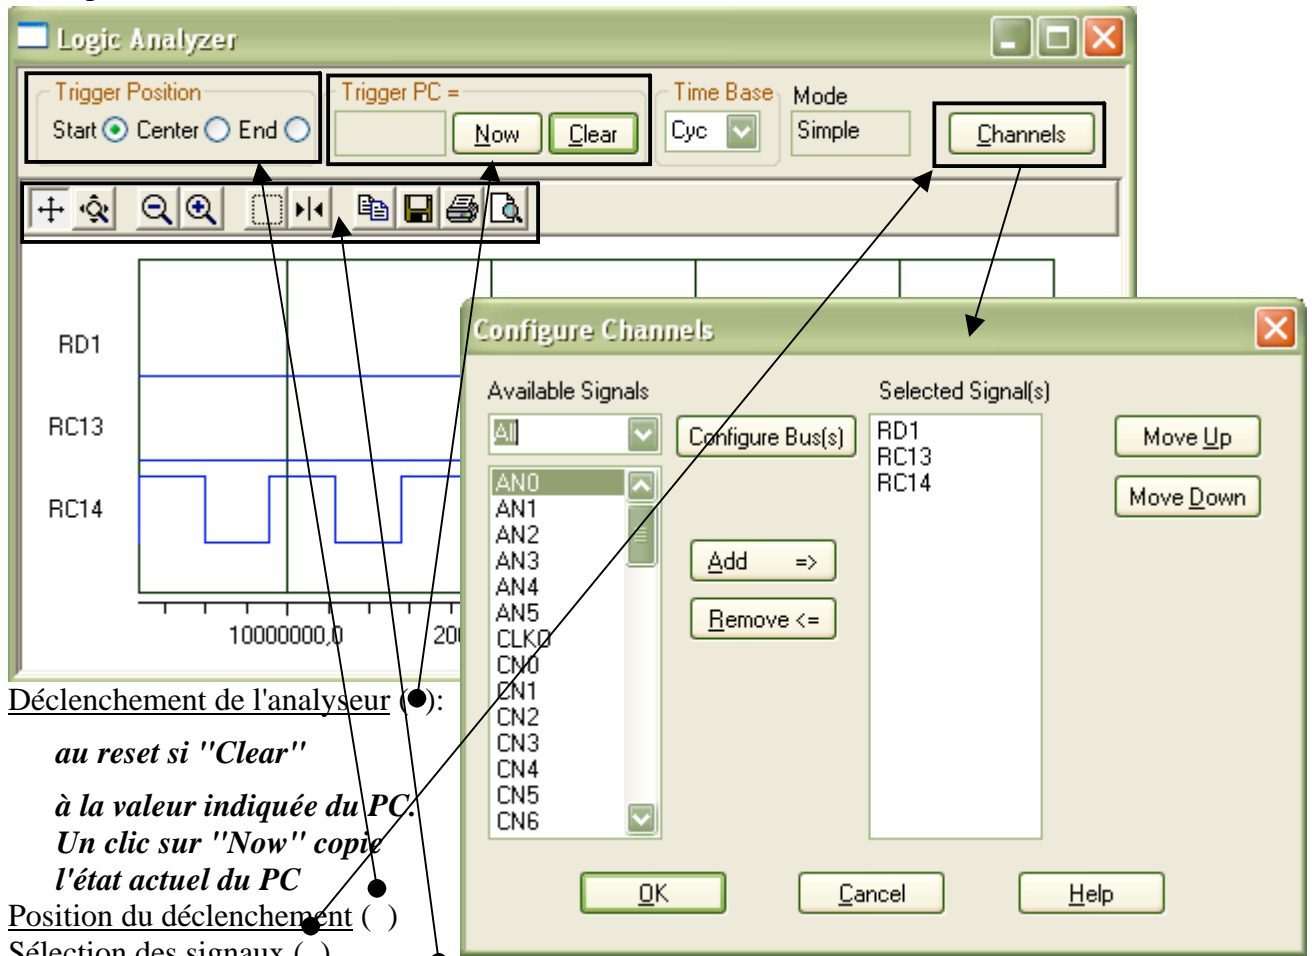 Logic Analyzer
Trigger Position
Start Center End
Trigger PC =
Now Clear
Time Base
Cyc
Mode
Simple
Channels
RD1
RC13
RC14
10000000,0 200
Configure Channels
Available Signals
All
Configure Bus(s)
AN0
AN1
AN2
AN3
AN4
AN5
CLKO
CN0
CN1
CN2
CN3
CN4
CN5
CN6
Add =>
Remove <=
Selected Signal(s)
RD1
RC13
RC14
Move Up
Move Down
OK Cancel Help
Déclenchement de l'analyseur ( ):
au reset si "Clear"
à la valeur indiquée du PC.
Un clic sur "Now" copie
l'état actuel du PC
Position du déclenchement ( )
Sélection des signaux ( )